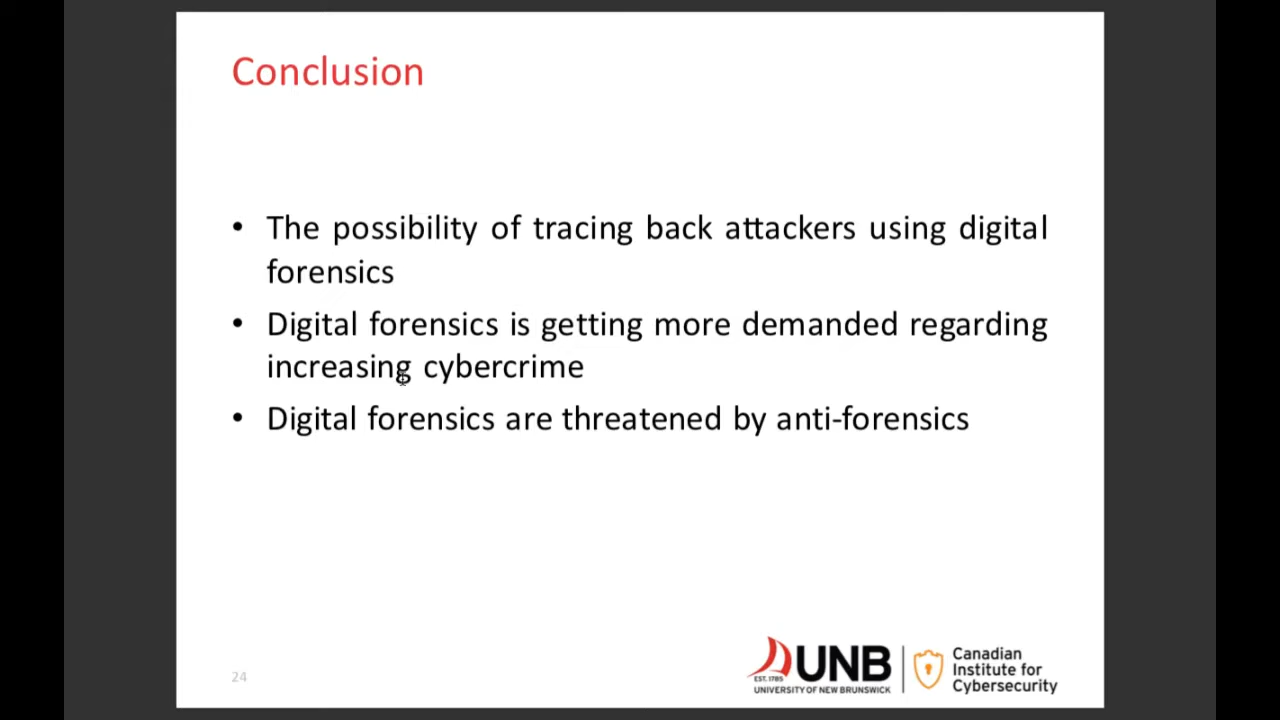 Conclusion
• The possibility of tracing back attackers using digital
forensics
• Digital forensics is getting more demanded regarding
increasing cybercrime
• Digital forensics are threatened by anti-forensics
24
EST. 1785
UNB
UNIVERSITY OF NEW BRUNSWICK
Canadian
Institute for
Cybersecurity